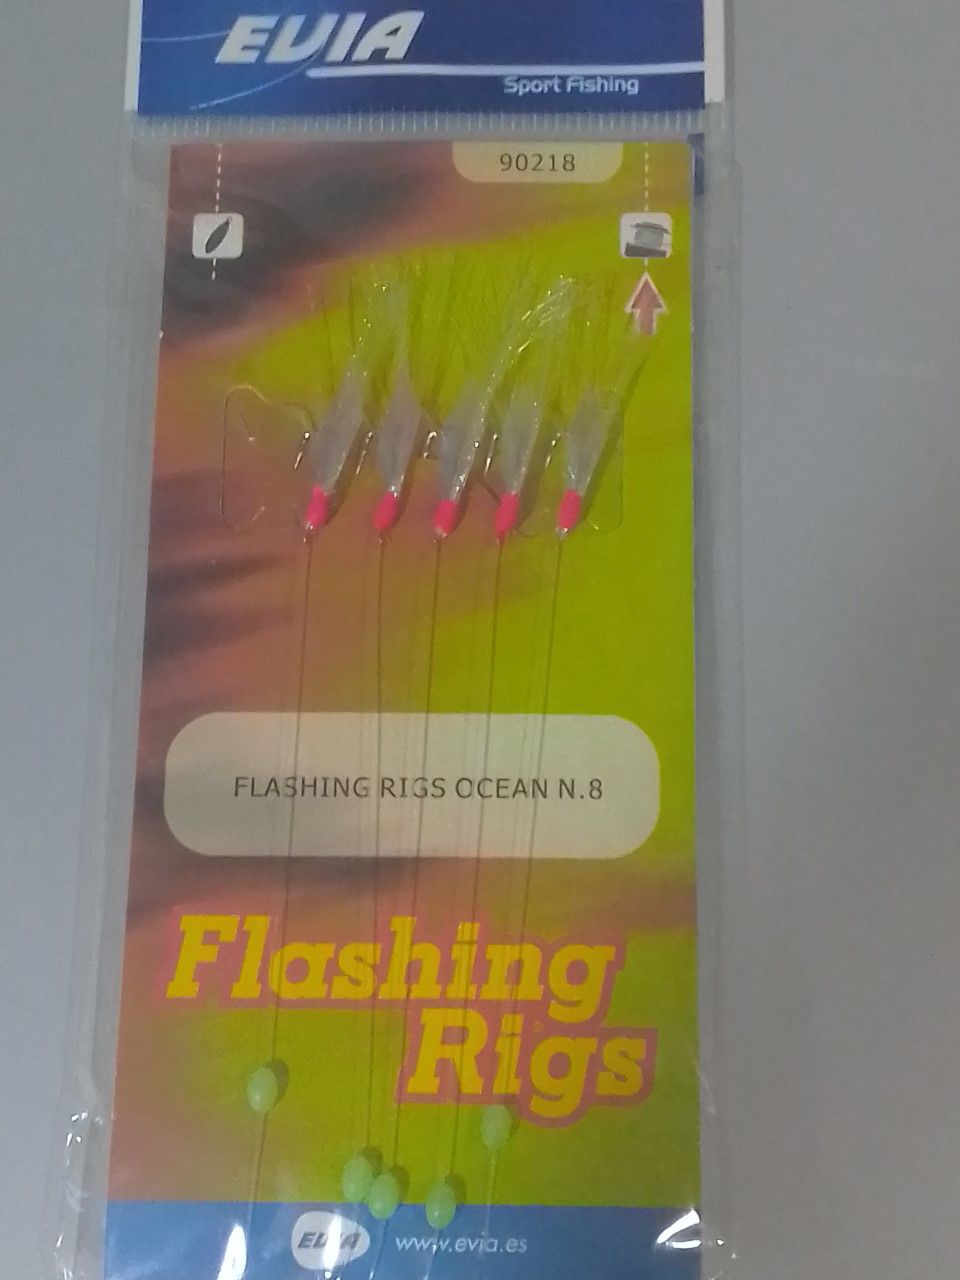 EVIA
Sport Fishing
90218
FLASHING RIGS OCEAN N.8
Flashing
Rigs
EVIA www.evia.es